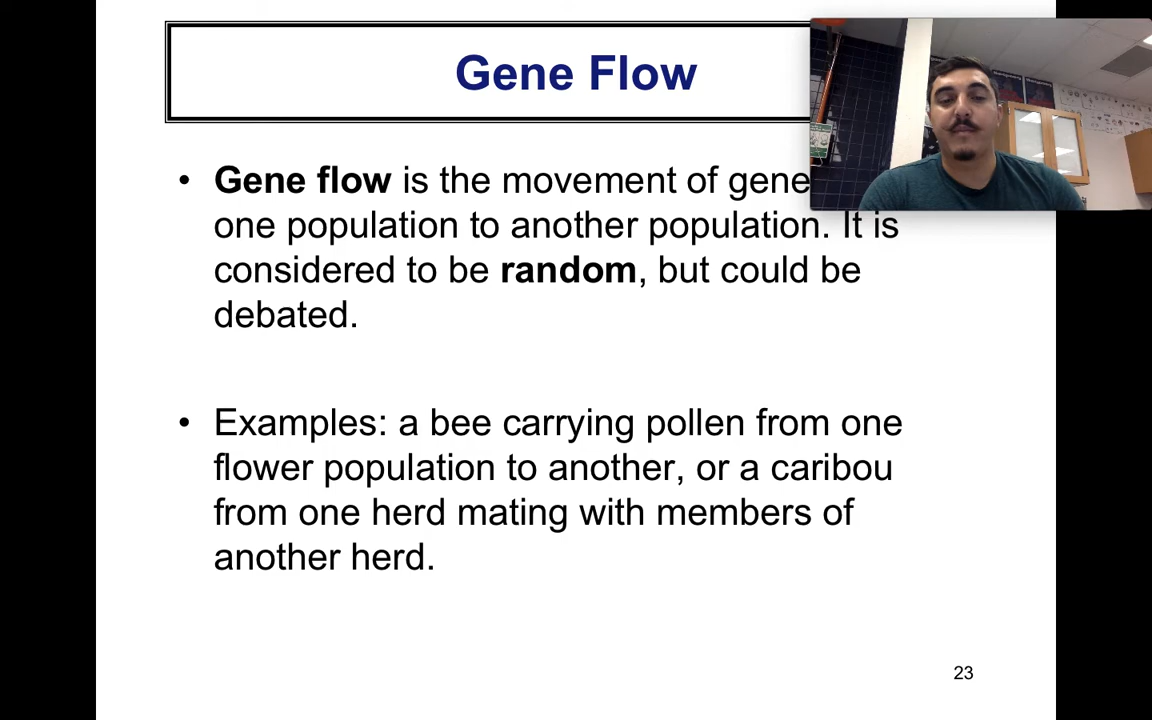 Gene Flow
• Gene flow is the movement of gene
one population to another population. It is
considered to be random, but could be
debated.
• Examples: a bee carrying pollen from one
flower population to another, or a caribou
from one herd mating with members of
another herd.
23